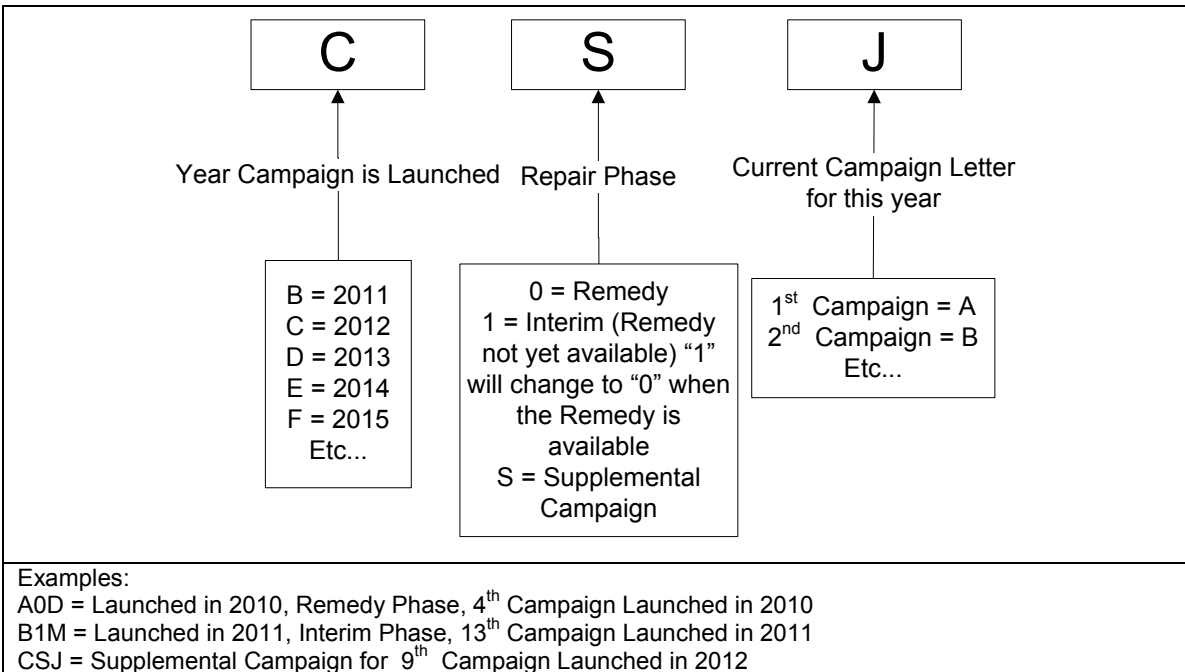 C S J
Year Campaign is Launched
Repair Phase
Current Campaign Letter
for this year
B = 2011
C = 2012
D = 2013
E = 2014
F = 2015
Etc...
0 = Remedy
1 = Interim (Remedy
not yet available) “1”
will change to “0” when
the Remedy is
available
S = Supplemental
Campaign
1st Campaign = A
2nd Campaign = B
Etc...
Examples:
A0D = Launched in 2010, Remedy Phase, 4th Campaign Launched in 2010
B1M = Launched in 2011, Interim Phase, 13th Campaign Launched in 2011
CSJ = Supplemental Campaign for 9th Campaign Launched in 2012